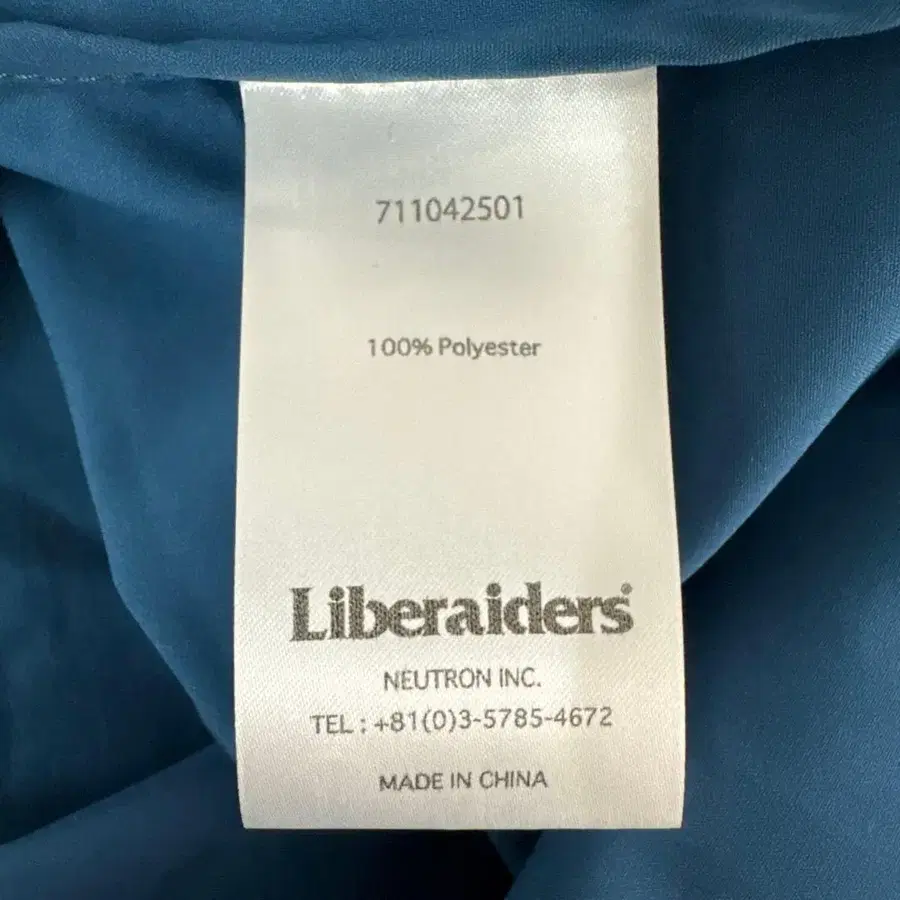 711042501
100% Polyester
Liberaiders®
NEUTRON INC.
TEL : +81(0)3-5785-4672
MADE IN CHINA